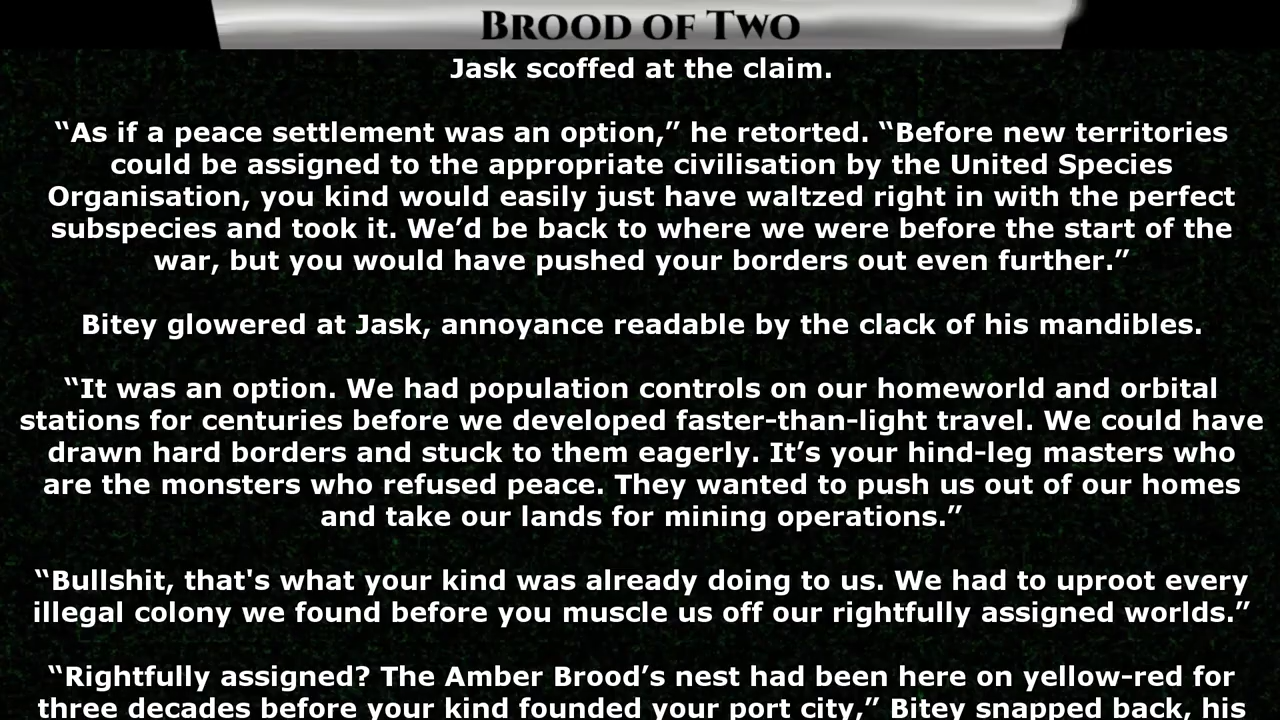 Brood of Two
Jask scoffed at the claim.
“As if a peace settlement was an option,” he retorted. “Before new territories
could be assigned to the appropriate civilisation by the United Species
Organisation, you kind would easily just have waltzed right in with the perfect
subspecies and took it. We’d be back to where we were before the start of the
war, but you would have pushed your borders out even further.”
Bitey glowered at Jask, annoyance readable by the clack of his mandibles.
“It was an option. We had population controls on our homeworld and orbital
stations for centuries before we developed faster-than-light travel. We could have
drawn hard borders and stuck to them eagerly. It’s your hind-leg masters who
are the monsters who refused peace. They wanted to push us out of our homes
and take our lands for mining operations.”
“Bullshit, that's what your kind was already doing to us. We had to uproot every
illegal colony we found before you muscle us off our rightfully assigned worlds.”
“Rightfully assigned? The Amber Brood’s nest had been here on yellow-red for
three decades before your kind founded your port city,” Bitey snapped back, his